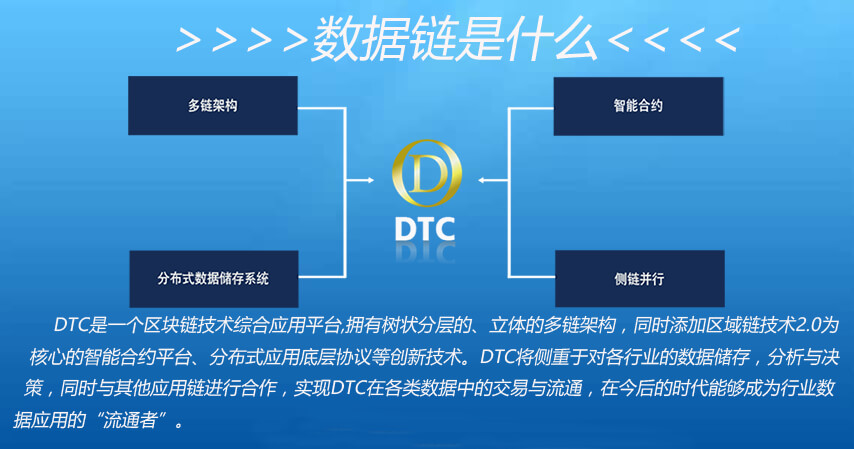 >>>>数据链是什么<<<<
多链架构
智能合约
DTC
分布式数据储存系统
侧链并行
DTC是一个区块链技术综合应用平台,拥有树状分层的、立体的多链架构，同时添加区域链技术2.0为
核心的智能合约平台、分布式应用底层协议等创新技术。DTC将侧重于对各行业的数据储存，分析与决
策，同时与其他应用链进行合作，实现DTC在各类数据中的交易与流通，在今后的时代能够成为行业数
据应用的“流通者”。